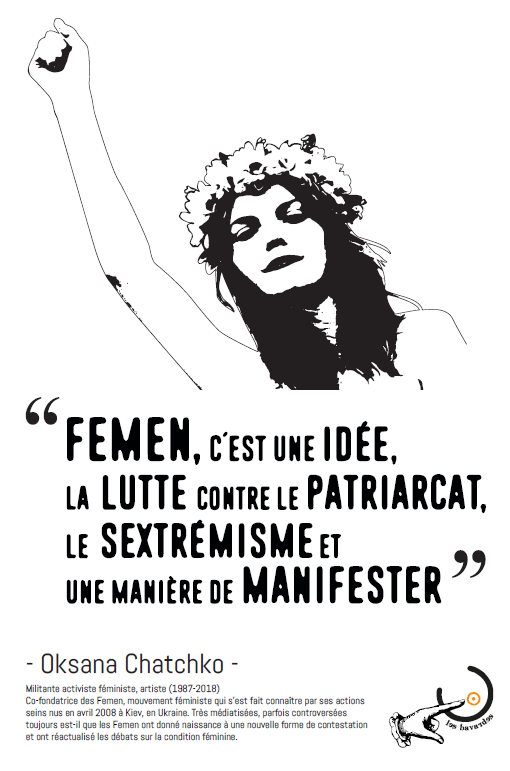 “FEMEN, C'EST UNE IDÉE,
LA LUTTE CONTRE LE PATRIARCAT,
LE SEXTRÉMISME ET
UNE MANIÈRE DE MANIFESTER”
- Oksana Chatchko -
Militante activiste féministe, artiste (1987-2018)
Co-fondatrice des Femen, mouvement féministe qui s'est fait connaître par ses actions
seins nus en avril 2008 à Kiev, en Ukraine. Très médiatisées, parfois controversées
toujours est-il que les Femen ont donné naissance à une nouvelle forme de contestation
et ont réactualisé les débats sur la condition féminine.
les bavardes